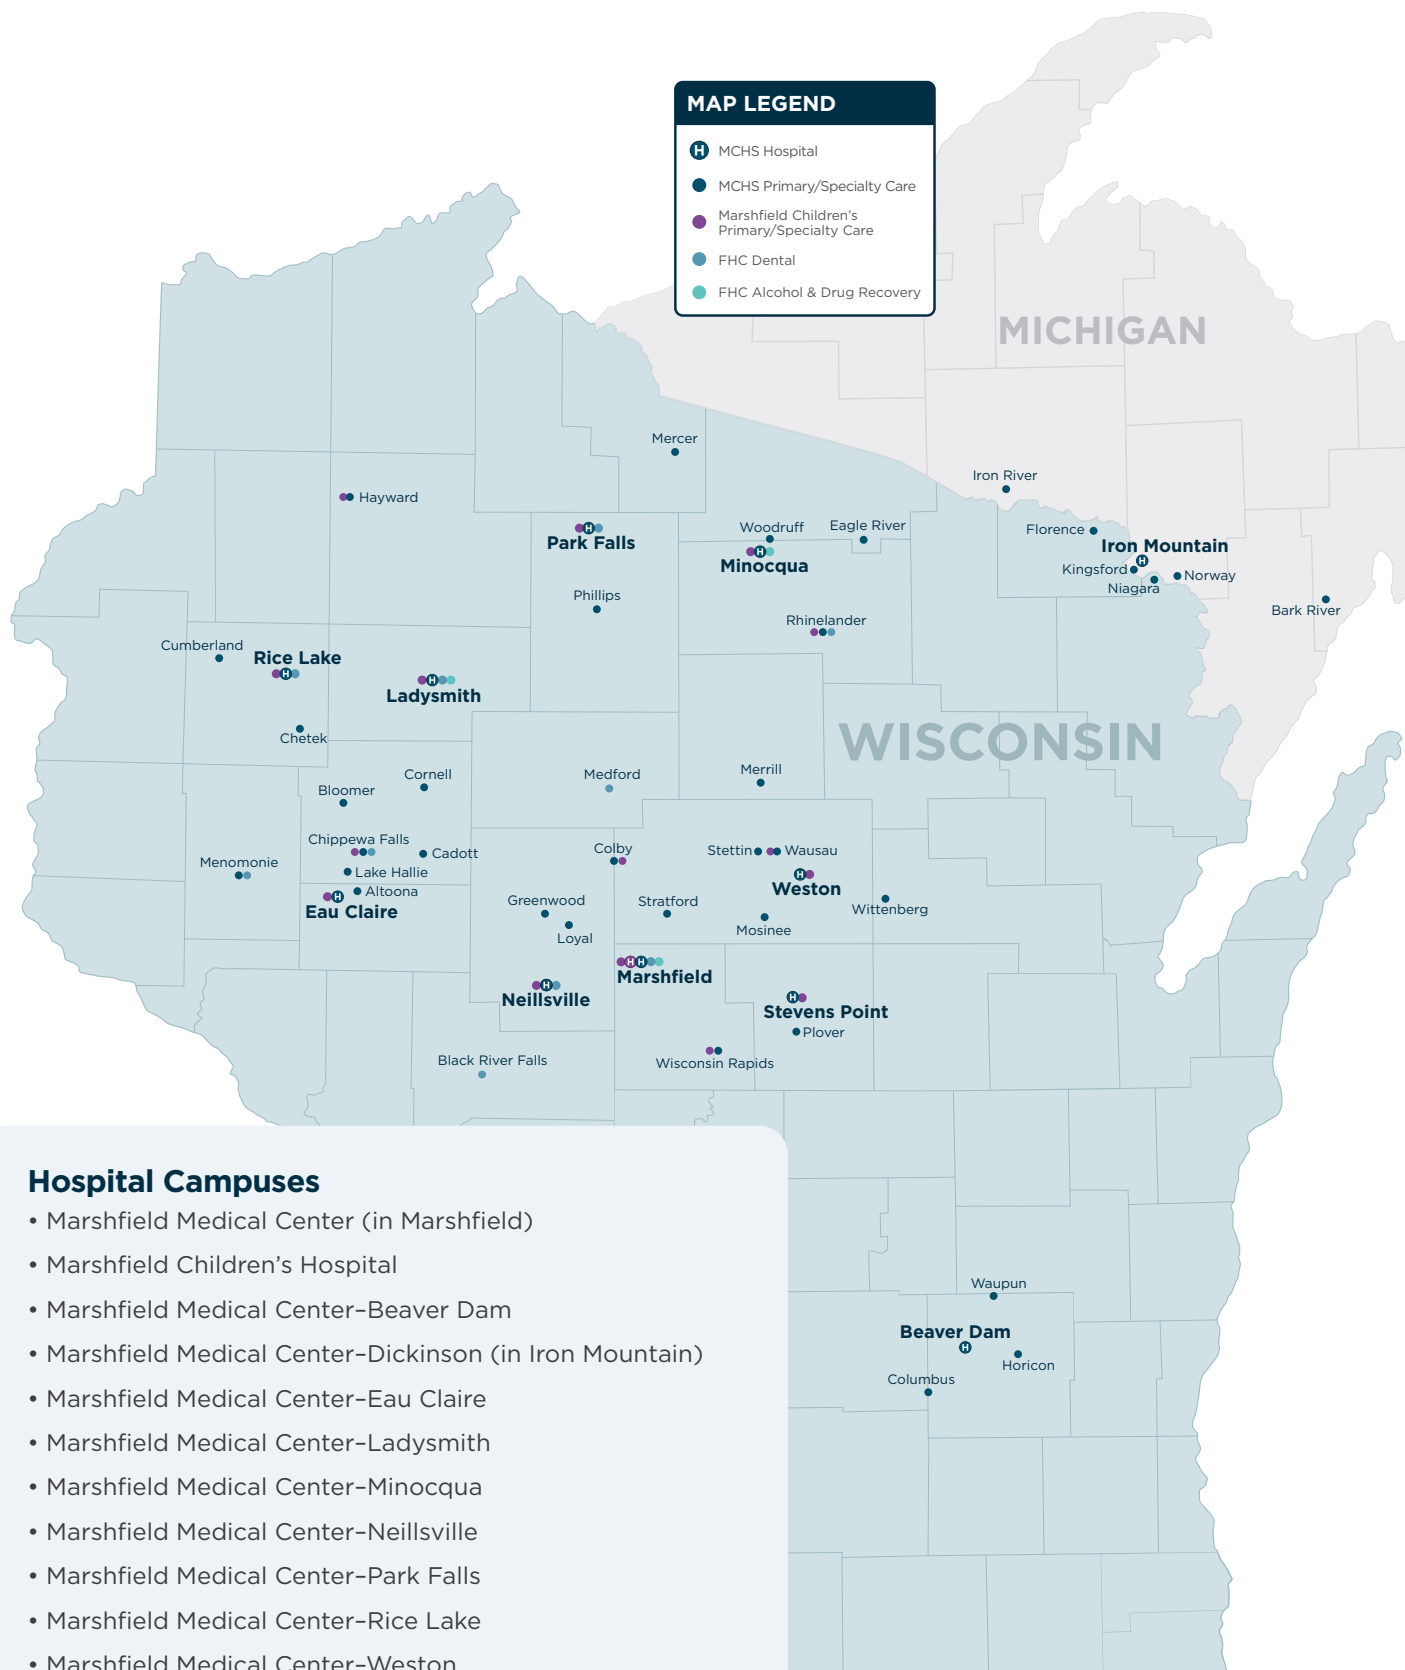 MAP LEGEND
H MCHS Hospital
MCHS Primary/Specialty Care
Marshfield Children's
Primary/Specialty Care
FHC Dental
FHC Alcohol & Drug Recovery
MICHIGAN
Mercer
Iron River
Hayward
Woodruff
Eagle River
Florence
H
Park Falls
H
Minocqua
Iron Mountain
H
Kingsford
Norway
Niagara
Phillips
Bark River
Rhinelander
Cumberland
Rice Lake
H
H
Ladysmith
Chetek
WISCONSIN
Cornell
Medford
Merrill
Bloomer
Chippewa Falls
Cadott
Colby
Stettin
Wausau
Menomonie
Lake Hallie
H
Weston
Altoona
H
Eau Claire
Greenwood
Stratford
Wittenberg
Loyal
Mosinee
H H
Marshfield
H
Neillsville
H
Stevens Point
Plover
Black River Falls
Wisconsin Rapids
Hospital Campuses
• Marshfield Medical Center (in Marshfield)
• Marshfield Children's Hospital
• Marshfield Medical Center–Beaver Dam
• Marshfield Medical Center–Dickinson (in Iron Mountain)
• Marshfield Medical Center–Eau Claire
• Marshfield Medical Center–Ladysmith
• Marshfield Medical Center–Minocqua
• Marshfield Medical Center–Neillsville
• Marshfield Medical Center–Park Falls
• Marshfield Medical Center–Rice Lake
• Marshfield Medical Center–Weston
Waupun
Beaver Dam
H
Horicon
Columbus